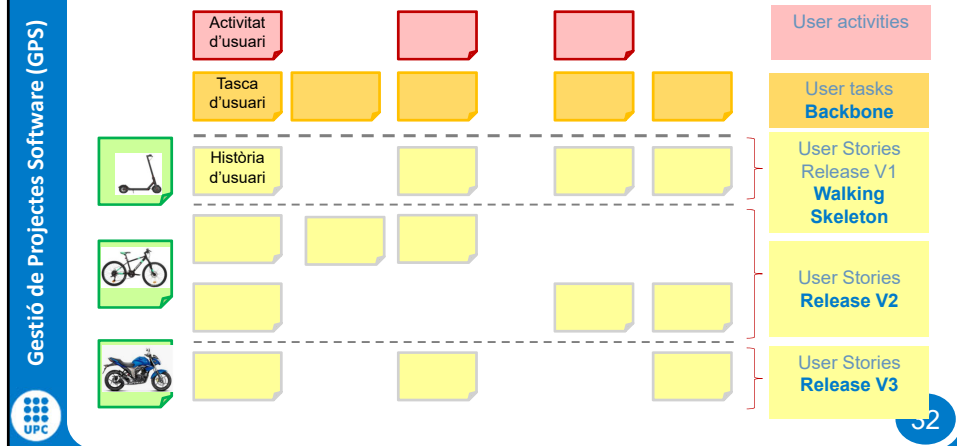 Gestió de Projectes Software (GPS)
UPC
Activitat
d'usuari
User activities
Tasca
d'usuari
User tasks
Backbone
Història
d'usuari
User Stories
Release V1
Walking
Skeleton
User Stories
Release V2
User Stories
Release V3
32